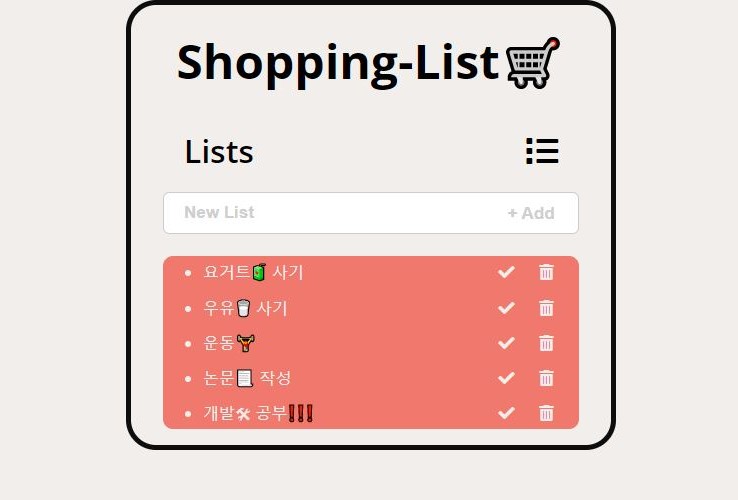 Shopping-List🛒
Lists
New List + Add
요거트🧃 사기
우유🥛 사기
운동🏋
논문📃 작성
개발🛠 공부❗❗❗